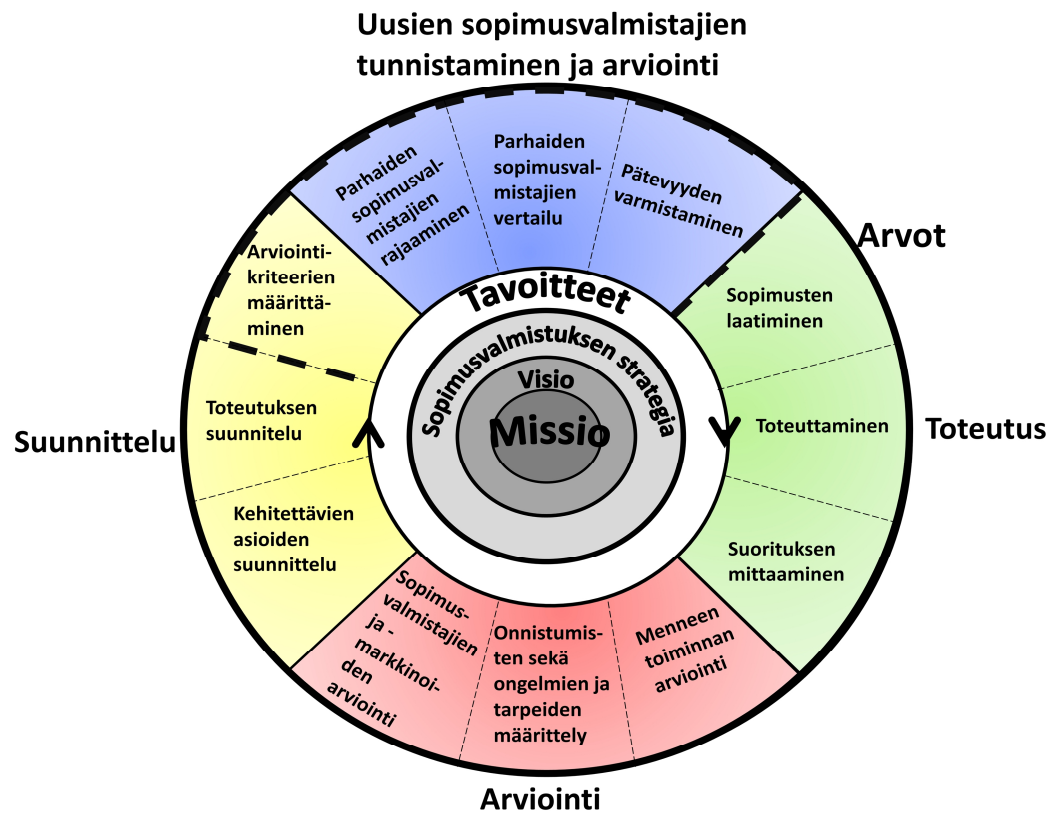 Uusien sopimusvalmistajien
tunnistaminen ja arviointi
Parhaiden
sopimusval-
mistajien
rajaaminen
Parhaiden
sopimusval-
mistajien
vertailu
Pätevyyden
varmistaminen
Arvot
Arviointi-
kriteerien
määrittä-
minen
Tavoitteet
Sopimusten
laatiminen
Sopimusvalmistuksen strategia
Visio
Missio
Suunnittelu
Toteutuksen
suunnitelu
Toteuttaminen
Toteutus
Kehitettävien
asioiden
suunnittelu
Suorituksen
mittaaminen
Sopimus-
valmistajien
ja -
markkinoi-
den
arviointi
Onnistumis-
ten sekä
ongelmien ja
tarpeiden
määrittely
Menneen
toiminnan
arviointi
Arviointi